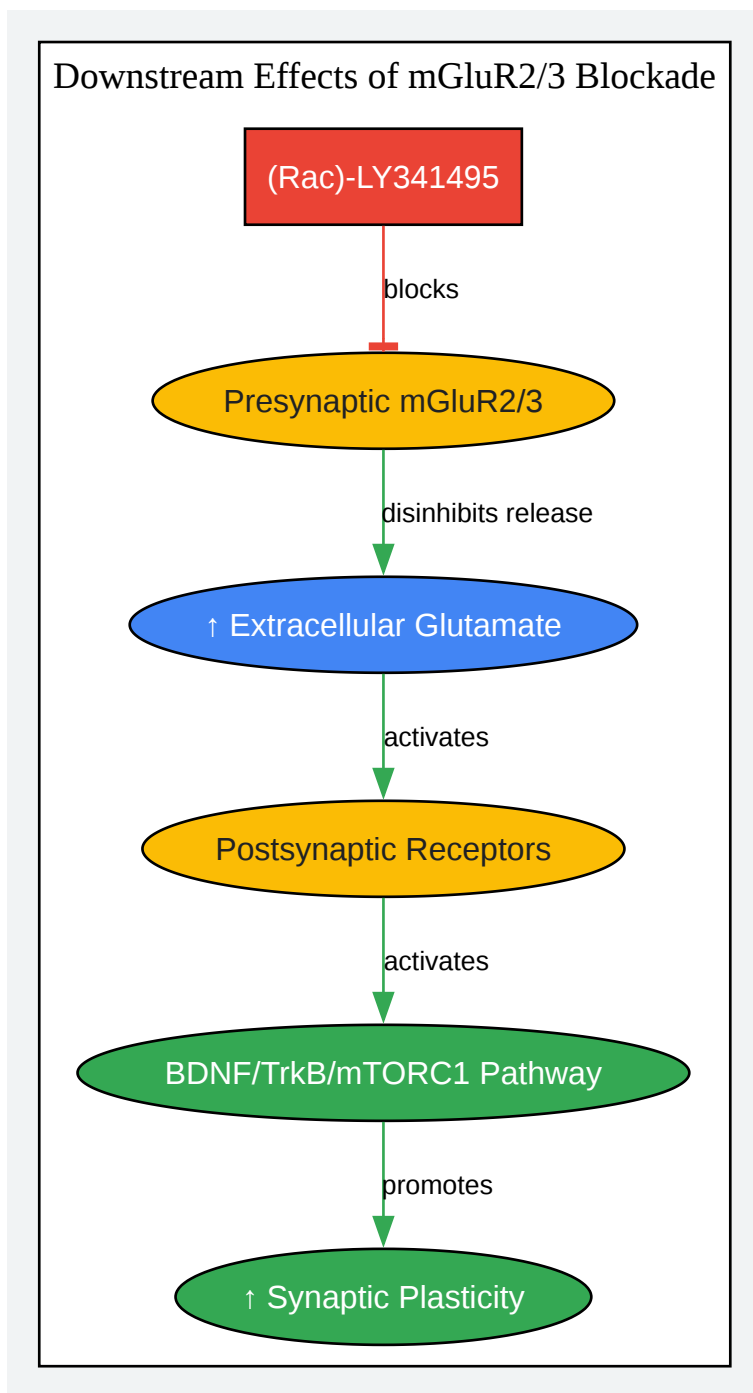 Downstream Effects of mGluR2/3 Blockade
(Rac)-LY341495
blocks
Presynaptic mGluR2/3
disinhibits release
↑ Extracellular Glutamate
activates
Postsynaptic Receptors
activates
BDNF/TrkB/mTORC1 Pathway
promotes
↑ Synaptic Plasticity